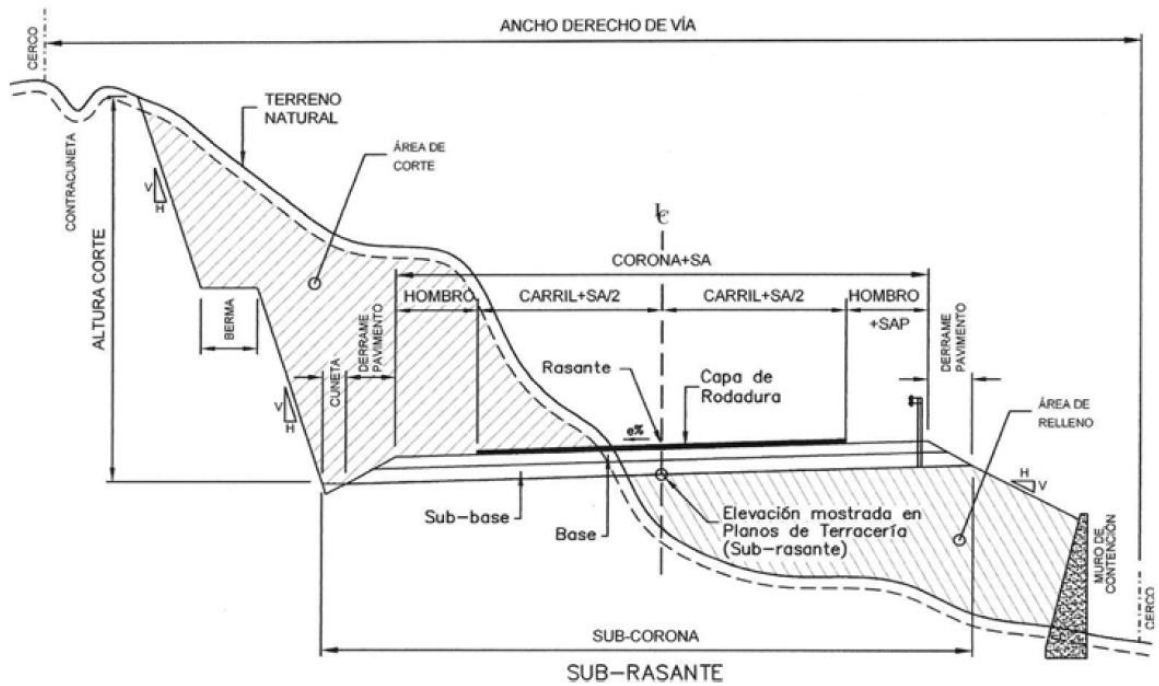 ANCHO DERECHO DE VÍA
CERCO
TERRENO
NATURAL
ÁREA DE
CORTE
CONTRACUNETA
V
H
ALTURA CORTE
BERMA
V
H
CUNETA
DERRAME
PAVIMENTO
CORONA+SA
HOMBRO
CARRIL+SA/2
CARRIL+SA/2
HOMBRO
+SAP
DERRAME
PAVIMENTO
Rasante
Capa de
Rodadura
e%
ÁREA DE
RELLENO
H
V
Sub-base
Base
Elevación mostrada en
Planos de Terracería
(Sub-rasante)
MURO DE
CONTENCIÓN
CERCO
SUB-CORONA
SUB-RASANTE